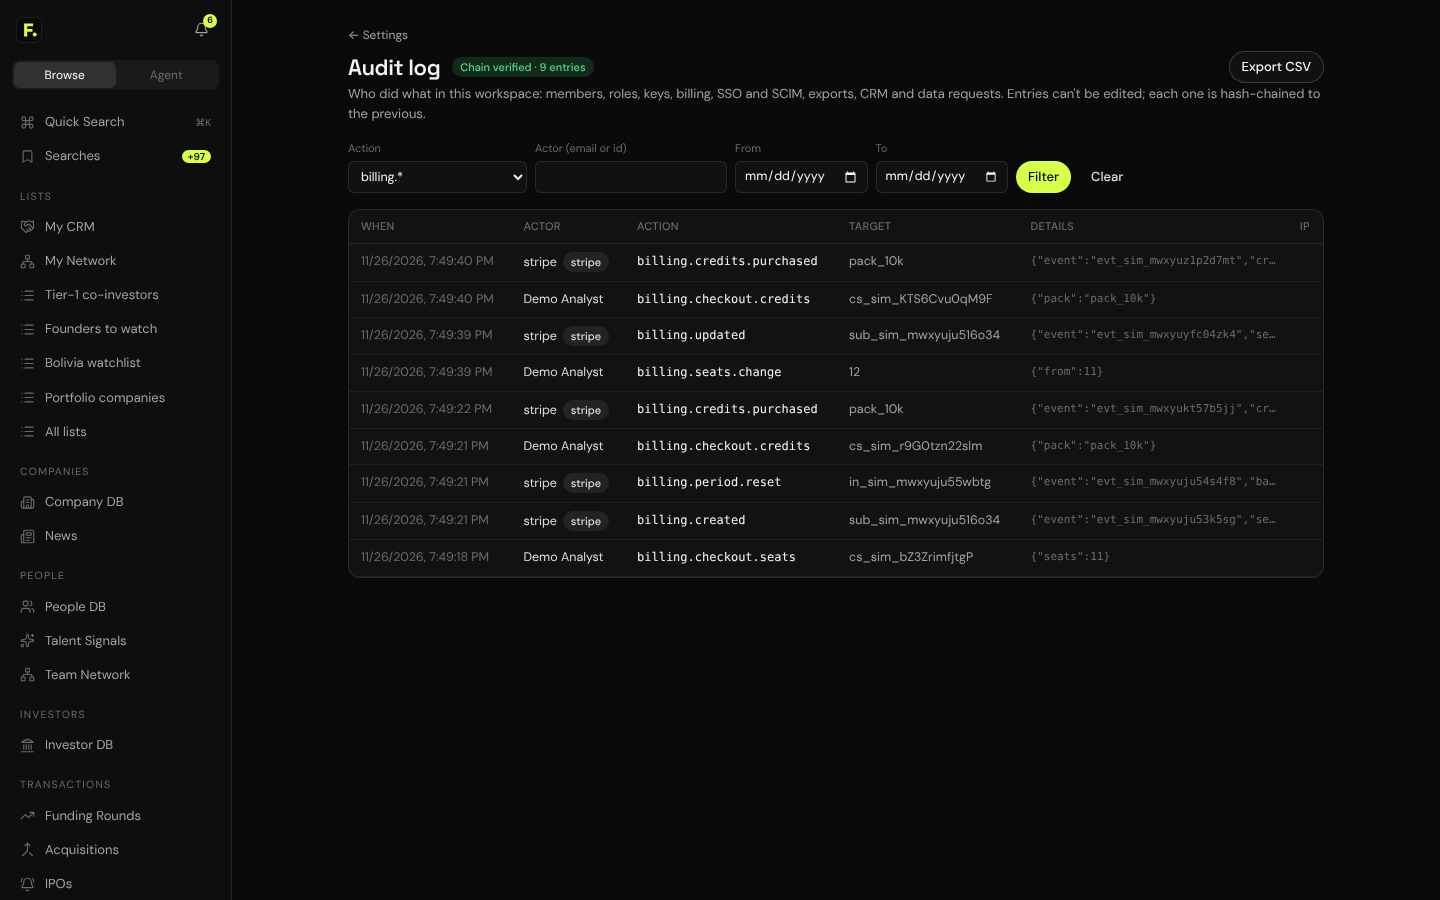 F.
6
Browse
Agent
Quick Search
⌘K
Searches
+97
LISTS
My CRM
My Network
Tier-1 co-investors
Founders to watch
Bolivia watchlist
Portfolio companies
All lists
COMPANIES
Company DB
News
PEOPLE
People DB
Talent Signals
Team Network
INVESTORS
Investor DB
TRANSACTIONS
Funding Rounds
Acquisitions
IPOs
← Settings
Audit log
Chain verified · 9 entries
Export CSV
Who did what in this workspace: members, roles, keys, billing, SSO and SCIM, exports, CRM and data requests. Entries can't be edited; each one is hash-chained to
the previous.
Action
Actor (email or id)
From
To
billing.*
mm/dd/yyyy
mm/dd/yyyy
Filter
Clear
WHEN ACTOR ACTION TARGET DETAILS IP
11/26/2026, 7:49:40 PM stripe stripe billing.credits.purchased pack_10k {"event":"evt_sim_mwxyuz1p2d7mt","cr…
11/26/2026, 7:49:40 PM Demo Analyst billing.checkout.credits cs_sim_KTS6Cvu0qM9F {"pack":"pack_10k"}
11/26/2026, 7:49:39 PM stripe stripe billing.updated sub_sim_mwxyuju516o34 {"event":"evt_sim_mwxyuyfc04zk4","se…
11/26/2026, 7:49:39 PM Demo Analyst billing.seats.change 12 {"from":11}
11/26/2026, 7:49:22 PM stripe stripe billing.credits.purchased pack_10k {"event":"evt_sim_mwxyukt57b5jj","cr…
11/26/2026, 7:49:21 PM Demo Analyst billing.checkout.credits cs_sim_r9G0tzn22slm {"pack":"pack_10k"}
11/26/2026, 7:49:21 PM stripe stripe billing.period.reset in_sim_mwxyuju55wbtg {"event":"evt_sim_mwxyuju54s4f8","ba…
11/26/2026, 7:49:21 PM stripe stripe billing.created sub_sim_mwxyuju516o34 {"event":"evt_sim_mwxyuju53k5sg","se…
11/26/2026, 7:49:18 PM Demo Analyst billing.checkout.seats cs_sim_bZ3ZrimfjtgP {"seats":11}